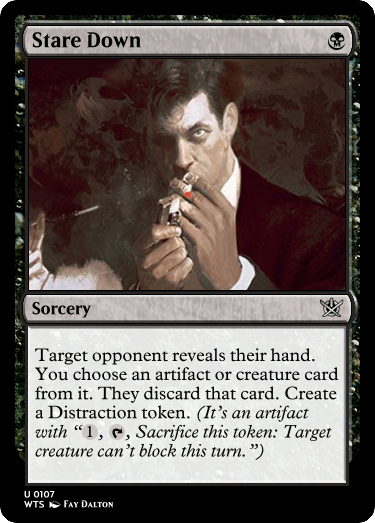 Stare Down
Sorcery
Target opponent reveals their hand.
You choose an artifact or creature card
from it. They discard that card. Create
a Distraction token. (It's an artifact
with “1, , Sacrifice this token: Target
creature can't block this turn.”)
U 0107
WTS Fay Dalton